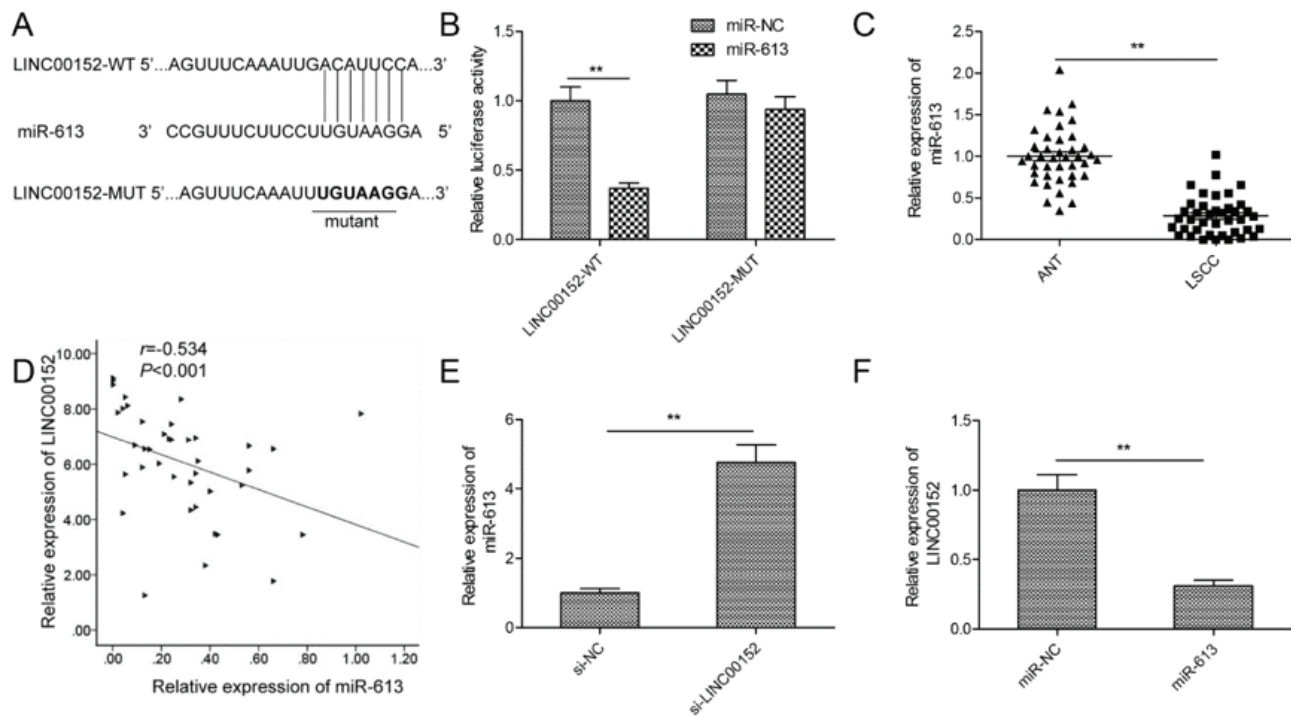 A
LINC00152-WT 5’...AGUUUCAAAUUGACAUUCCA...3’
miR-613 3’ CCGUUUCUUCCUUGUAAGGA 5’
LINC00152-MUT 5’...AGUUUCAAAUUUGUAAGGA...3’
mutant
B
miR-NC
miR-613
**
Relative luciferase activity
1.5
1.0
0.5
0.0
LINC00152-WT
LINC00152-MUT
C
**
Relative expression of
miR-613
2.5
2.0
1.5
1.0
0.5
0.0
ANT
LSCC
D
r=-0.534
P<0.001
Relative expression of LINC00152
10.00
8.00
6.00
4.00
2.00
.00
.00 .20 .40 .60 .80 1.00 1.20
Relative expression of miR-613
E
**
Relative expression of
miR-613
6
4
2
0
si-NC
si-LINC00152
F
**
Relative expression of
LINC00152
1.5
1.0
0.5
0.0
miR-NC
miR-613